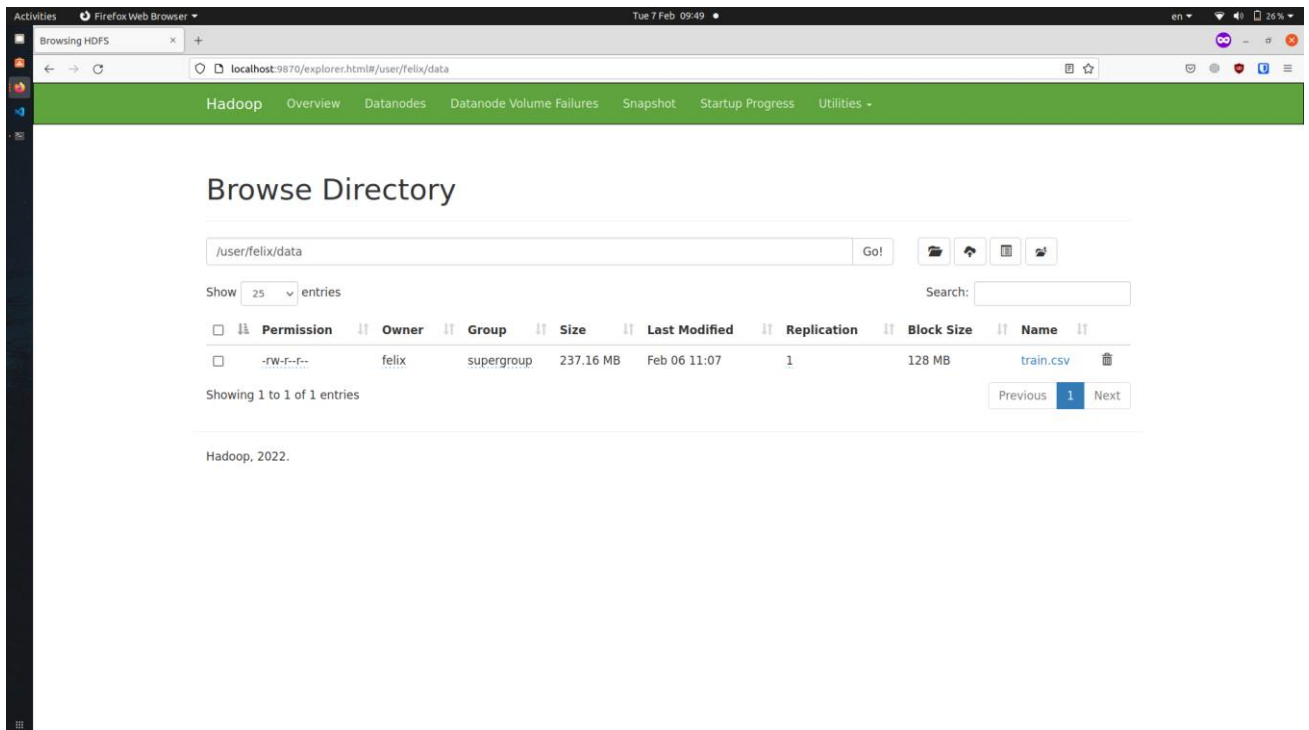 Activities Firefox Web Browser Tue 7 Feb 09:49 en 26%
Browsing HDFS
localhost:9870/explorer.html#/user/felix/data
Hadoop Overview Datanodes Datanode Volume Failures Snapshot Startup Progress Utilities
Browse Directory
/user/felix/data Go!
Show 25 entries Search:
Permission Owner Group Size Last Modified Replication Block Size Name
-rw-r--r-- felix supergroup 237.16 MB Feb 06 11:07 1 128 MB train.csv
Showing 1 to 1 of 1 entries Previous 1 Next
Hadoop, 2022.